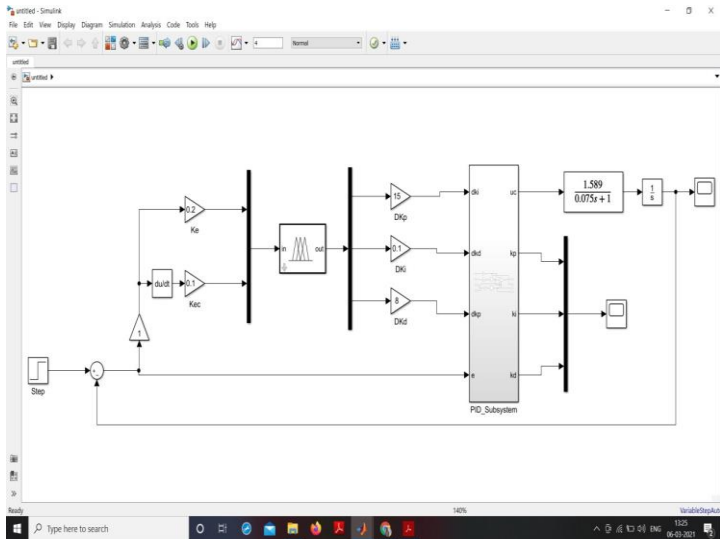 untitled - Simulink
File Edit View Display Diagram Simulation Analysis Code Tools Help
4 Normal
untitled
untitled
0.2
Ke
du/dt
0.1
Kec
1
Step
in out
15
DKp
0.1
DKi
8
DKd
dki uc
dkd kp
dkp ki
e kd
PID_Subsystem
1.589
0.075s + 1
1
s
Ready 140% VariableStepAuto
Type here to search
ENG 13:25
06-03-2021
2